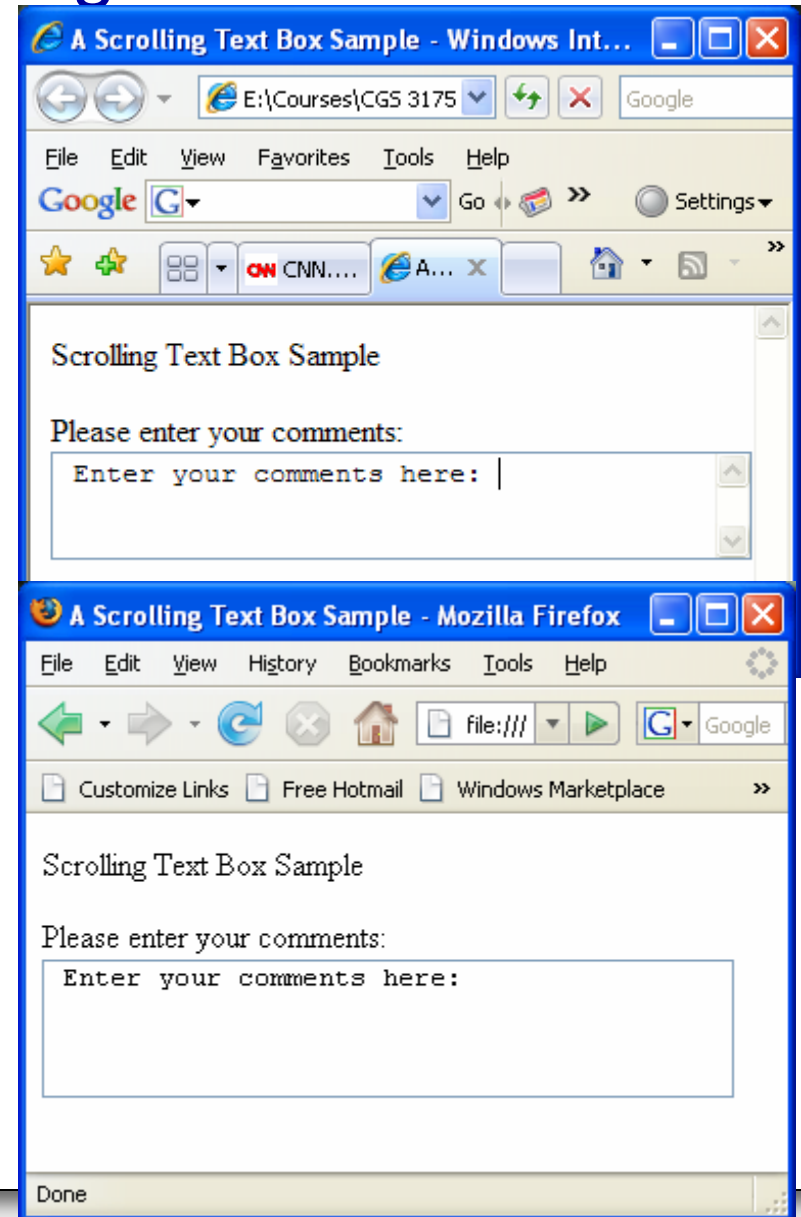 A Scrolling Text Box Sample - Windows Int...
E:\Courses\CGS 3175 Google
File Edit View Favorites Tools Help
Google G Go » Settings
CNN CNN.... A... X »
Scrolling Text Box Sample
Please enter your comments:
Enter your comments here:
A Scrolling Text Box Sample - Mozilla Firefox
File Edit View History Bookmarks Tools Help
file:/// G Google
Customize Links Free Hotmail Windows Marketplace »
Scrolling Text Box Sample
Please enter your comments:
Enter your comments here:
Done